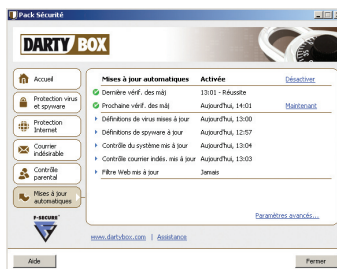 Pack Sécurité
DARTY BOX
Accueil
Protection virus et spyware
Protection Internet
Courrier indésirable
Contrôle parental
Mises à jour automatiques
F-SECURE
Mises à jour automatiques Activée Désactiver
Dernière vérif. des màj 13:01 - Réussite
Prochaine vérif. des màj Aujourd'hui, 14:01 Maintenant
Définitions de virus mises à jour Aujourd'hui, 13:00
Définitions de spyware à jour Aujourd'hui, 12:57
Contrôle du système mis à jour Aujourd'hui, 13:04
Contrôle courrier indés. mis à jour Aujourd'hui, 13:03
Filtre Web mis à jour Jamais
Paramètres avancés...
www.dartybox.com | Assistance
Aide Fermer